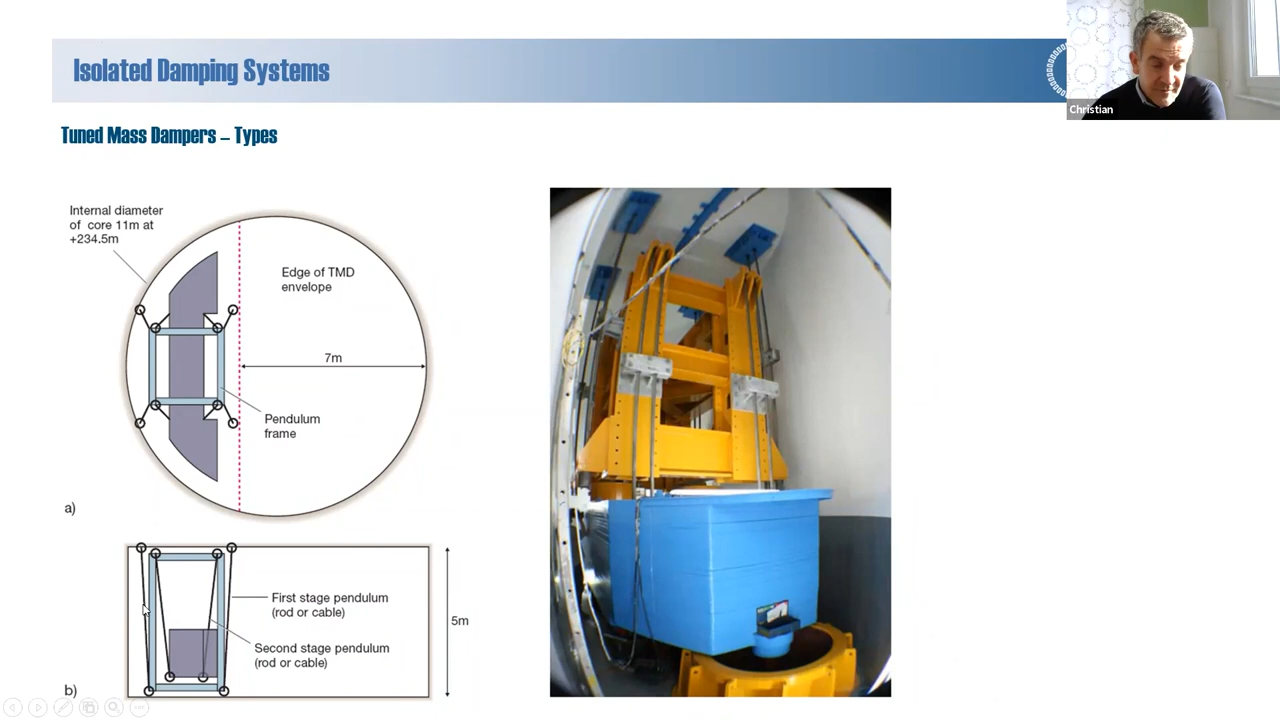 Isolated Damping Systems
Christian
Tuned Mass Dampers – Types
Internal diameter
of core 11m at
+234.5m
Edge of TMD
envelope
7m
Pendulum
frame
a)
First stage pendulum
(rod or cable)
5m
Second stage pendulum
(rod or cable)
b)